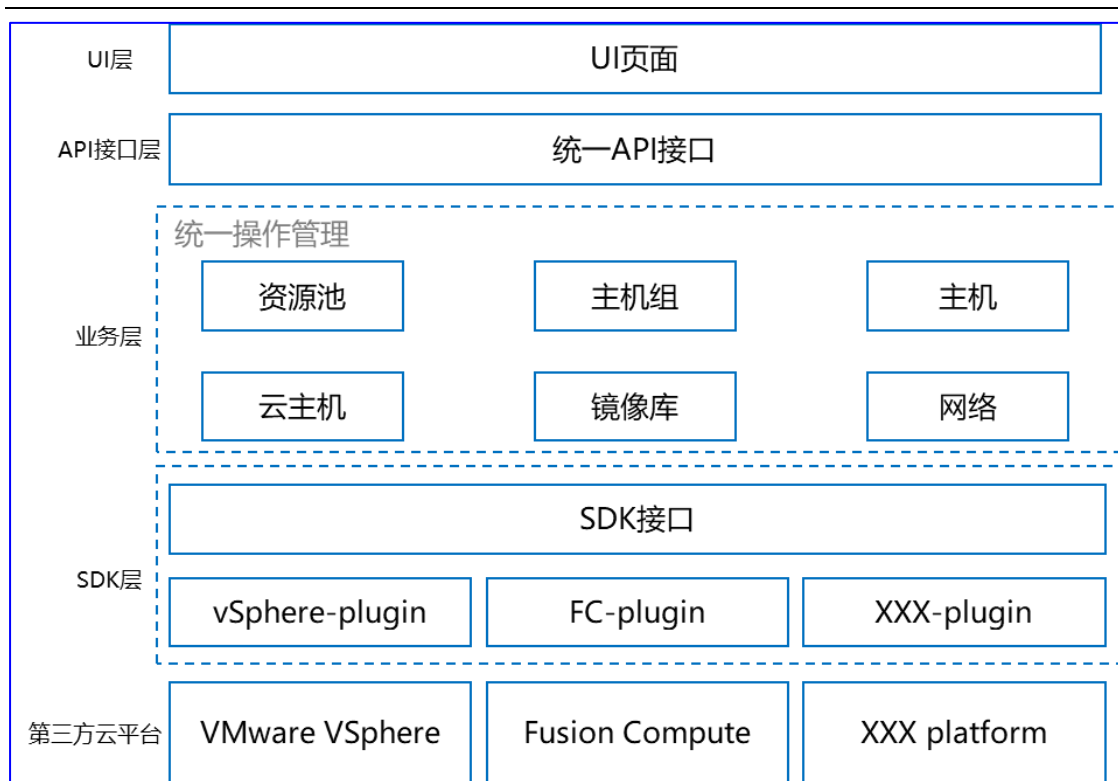 UI层
UI页面
API接口层
统一API接口
统一操作管理
资源池
主机组
主机
业务层
云主机
镜像库
网络
SDK接口
SDK层
vSphere-plugin
FC-plugin
XXX-plugin
第三方云平台
VMware VSphere
Fusion Compute
XXX platform